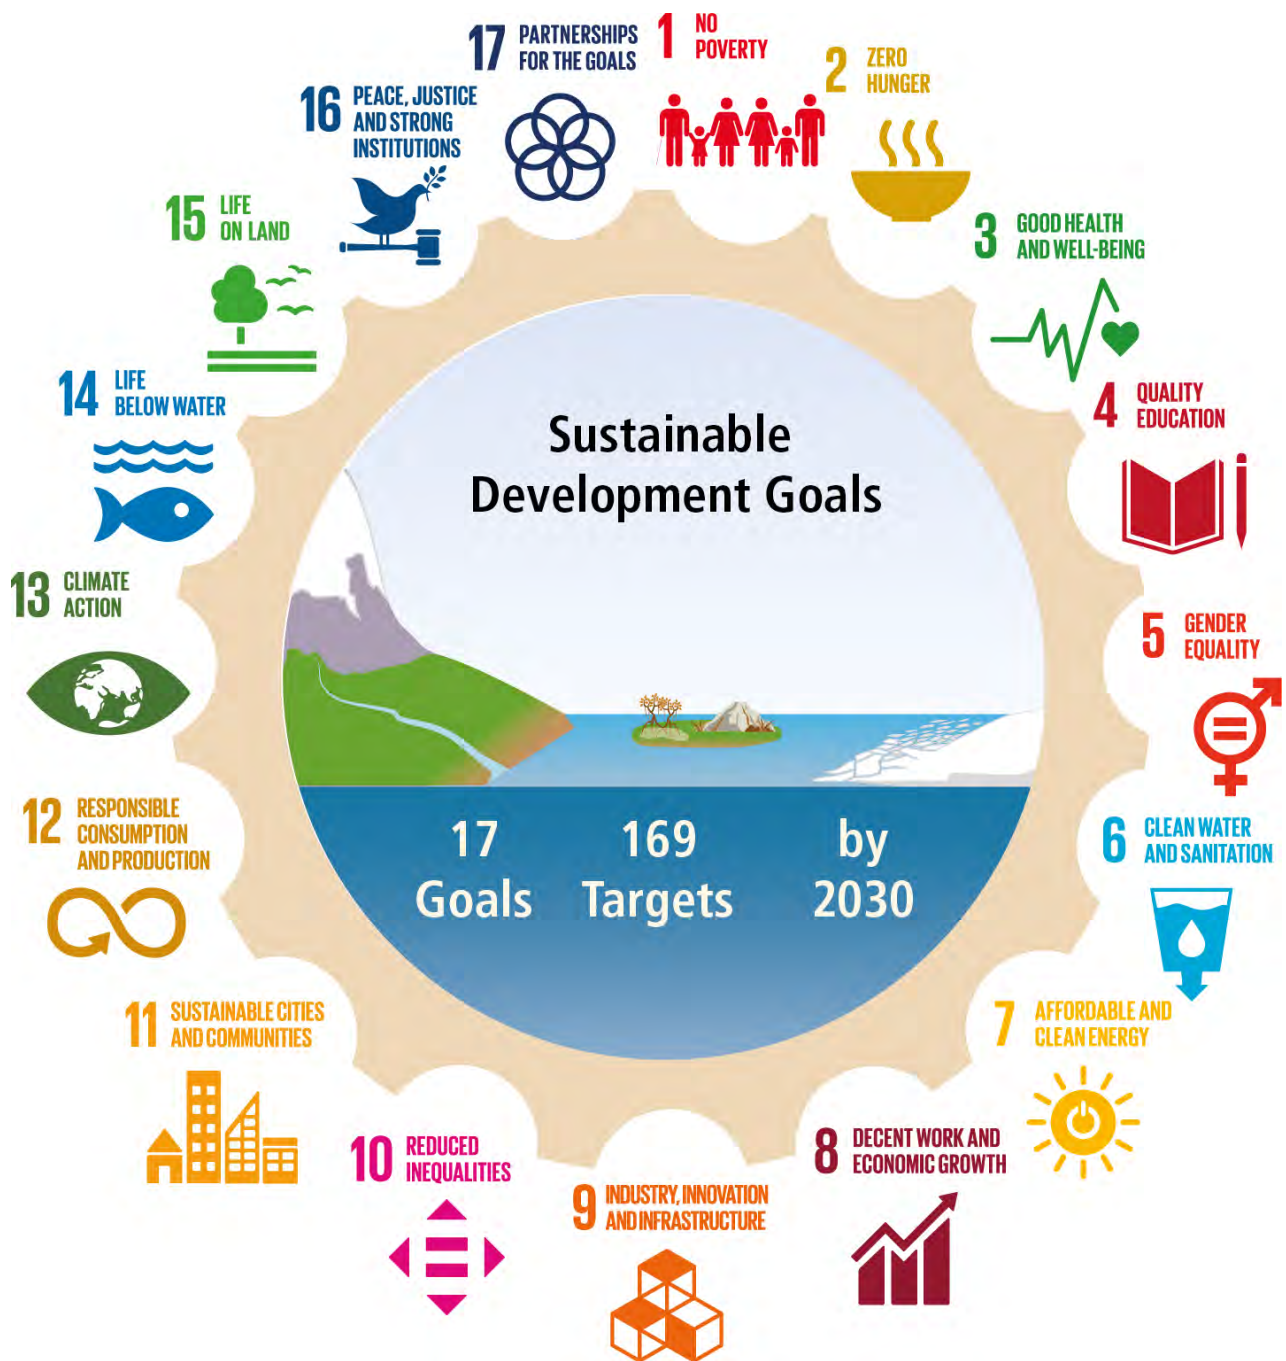 Sustainable
Development Goals
17 169 by
Goals Targets 2030
1 NO
POVERTY
2 ZERO
HUNGER
3 GOOD HEALTH
AND WELL-BEING
4 QUALITY
EDUCATION
5 GENDER
EQUALITY
6 CLEAN WATER
AND SANITATION
7 AFFORDABLE AND
CLEAN ENERGY
8 DECENT WORK AND
ECONOMIC GROWTH
9 INDUSTRY, INNOVATION
AND INFRASTRUCTURE
10 REDUCED
INEQUALITIES
11 SUSTAINABLE CITIES
AND COMMUNITIES
12 RESPONSIBLE
CONSUMPTION
AND PRODUCTION
13 CLIMATE
ACTION
14 LIFE
BELOW WATER
15 LIFE
ON LAND
16 PEACE, JUSTICE
AND STRONG
INSTITUTIONS
17 PARTNERSHIPS
FOR THE GOALS